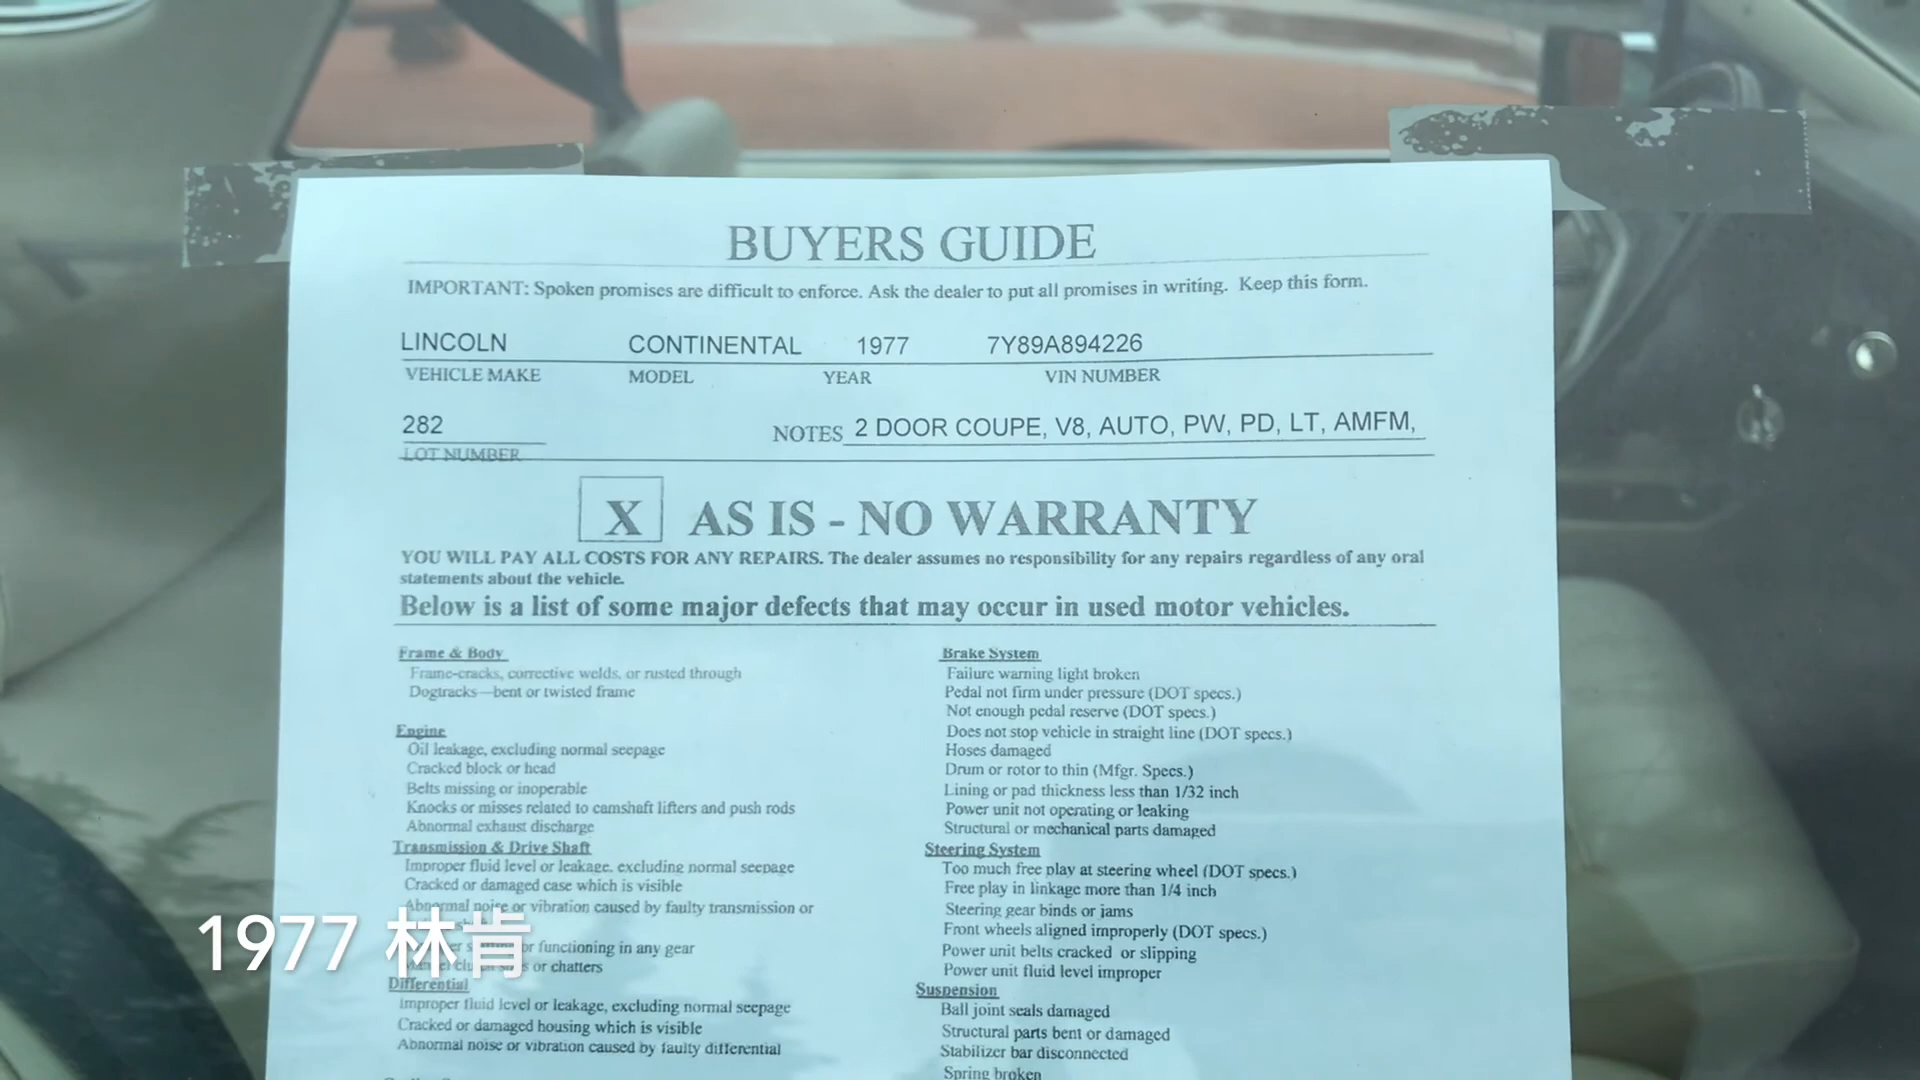 BUYERS GUIDE
IMPORTANT: Spoken promises are difficult to enforce. Ask the dealer to put all promises in writing. Keep this form.
LINCOLN CONTINENTAL 1977 7Y89A894226
VEHICLE MAKE MODEL YEAR VIN NUMBER
282 NOTES 2 DOOR COUPE, V8, AUTO, PW, PD, LT, AMFM,
LOT NUMBER
X AS IS - NO WARRANTY
YOU WILL PAY ALL COSTS FOR ANY REPAIRS. The dealer assumes no responsibility for any repairs regardless of any oral
statements about the vehicle.
Below is a list of some major defects that may occur in used motor vehicles.
Frame & Body
Frame-cracks, corrective welds, or rusted through
Dogtracks—bent or twisted frame
Engine
Oil leakage, excluding normal seepage
Cracked block or head
Belts missing or inoperable
Knocks or misses related to camshaft lifters and push rods
Abnormal exhaust discharge
Transmission & Drive Shaft
Improper fluid level or leakage, excluding normal seepage
Cracked or damaged case which is visible
Abnormal noise or vibration caused by faulty transmission or
or functioning in any gear
or chatters
Differential
Improper fluid level or leakage, excluding normal seepage
Cracked or damaged housing which is visible
Abnormal noise or vibration caused by faulty differential
Brake System
Failure warning light broken
Pedal not firm under pressure (DOT specs.)
Not enough pedal reserve (DOT specs.)
Does not stop vehicle in straight line (DOT specs.)
Hoses damaged
Drum or rotor to thin (Mfgr. Specs.)
Lining or pad thickness less than 1/32 inch
Power unit not operating or leaking
Structural or mechanical parts damaged
Steering System
Too much free play at steering wheel (DOT specs.)
Free play in linkage more than 1/4 inch
Steering gear binds or jams
Front wheels aligned improperly (DOT specs.)
Power unit belts cracked or slipping
Power unit fluid level improper
Suspension
Ball joint seals damaged
Structural parts bent or damaged
Stabilizer bar disconnected
Spring broken
1977 林肯